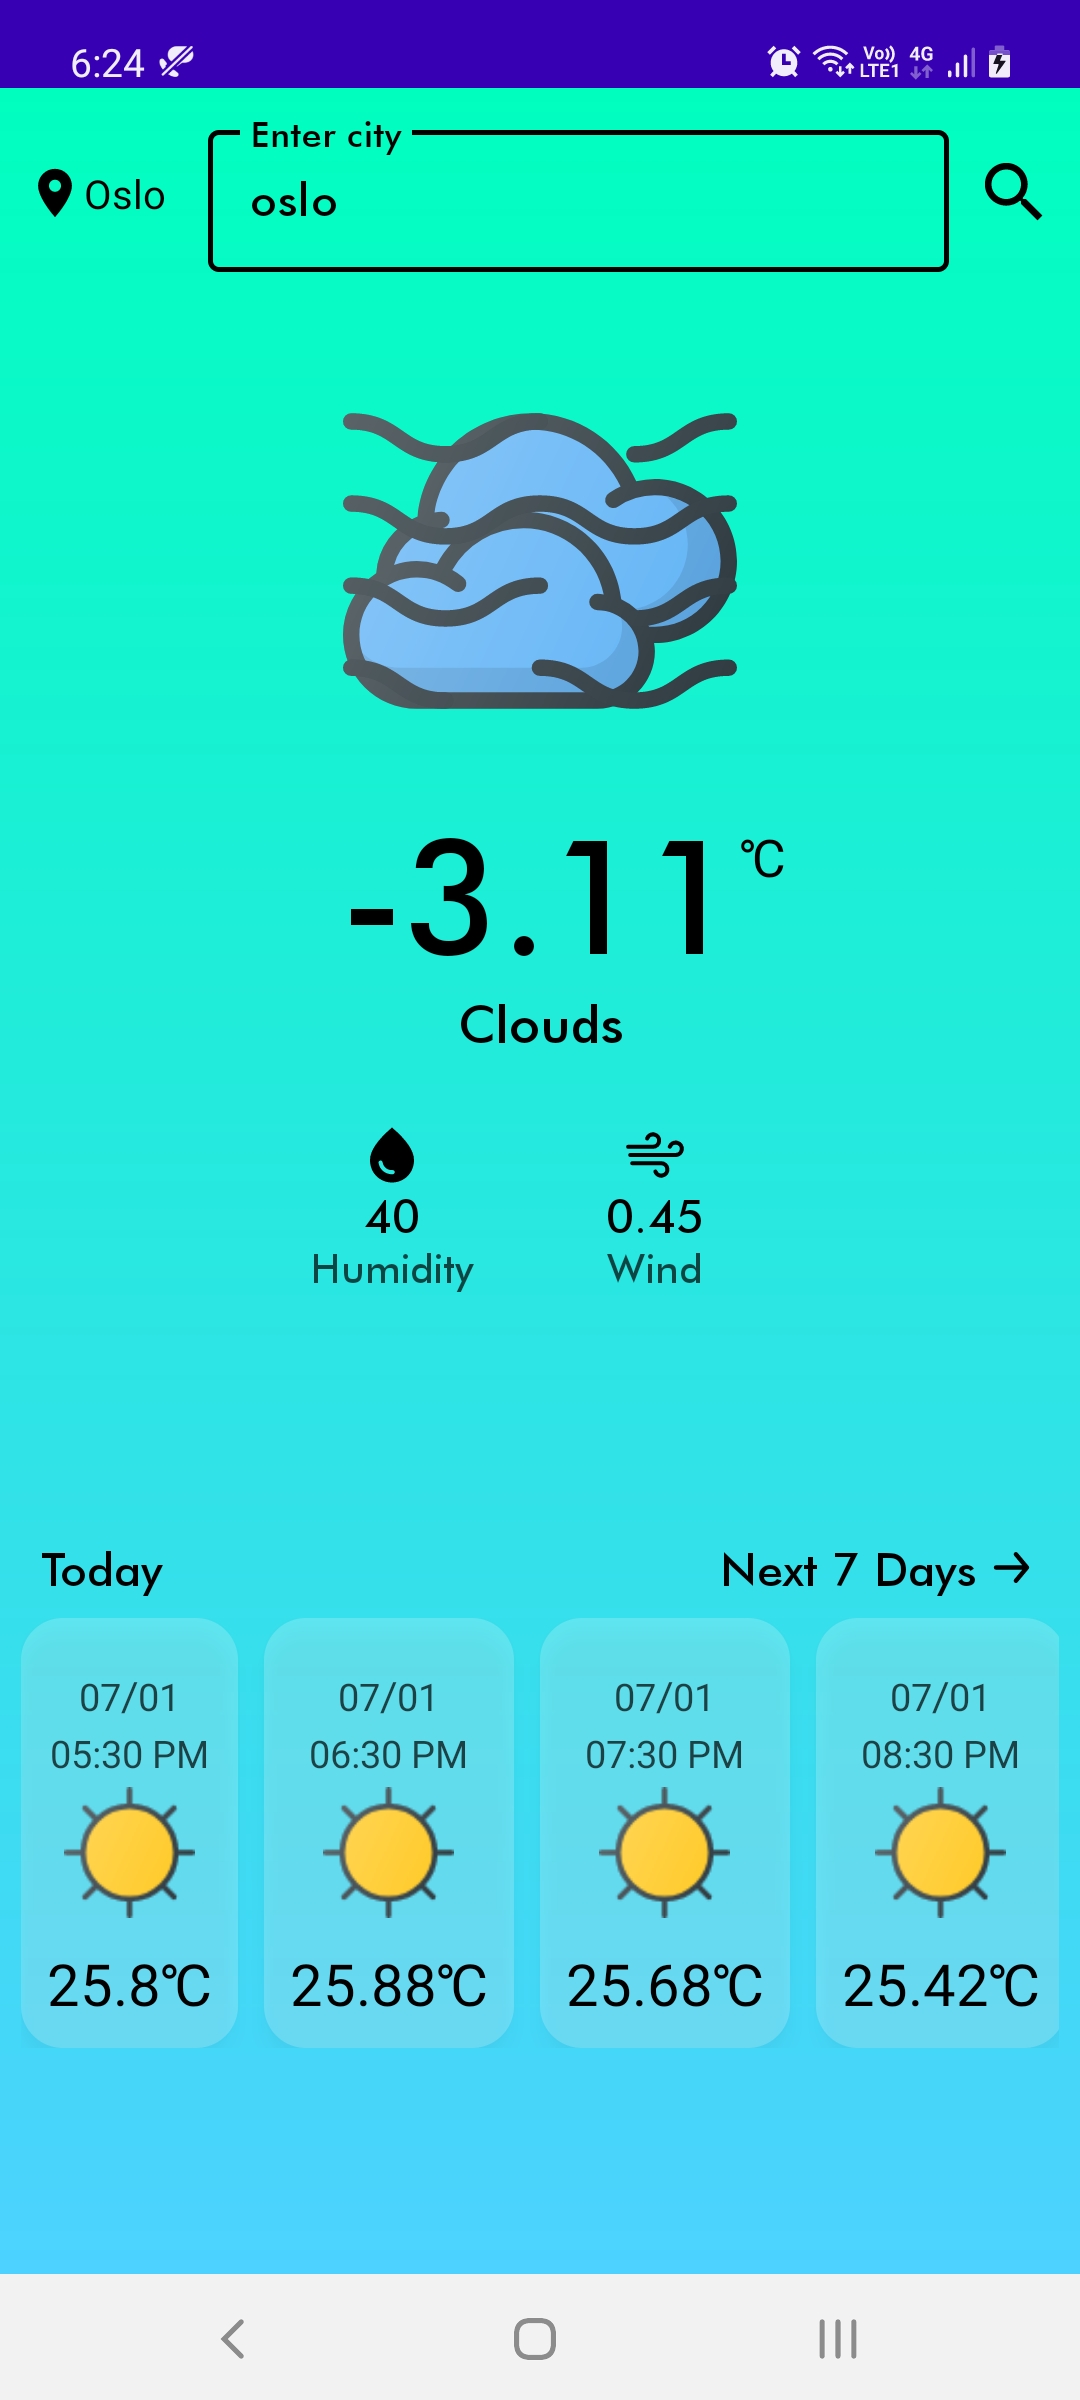 6:24
Vo)) 4G
LTE1
Enter city
Oslo
oslo
-3.11 °C
Clouds
40 0.45
Humidity Wind
Today Next 7 Days →
07/01 07/01 07/01 07/01
05:30 PM 06:30 PM 07:30 PM 08:30 PM
25.8°C 25.88°C 25.68°C 25.42°C